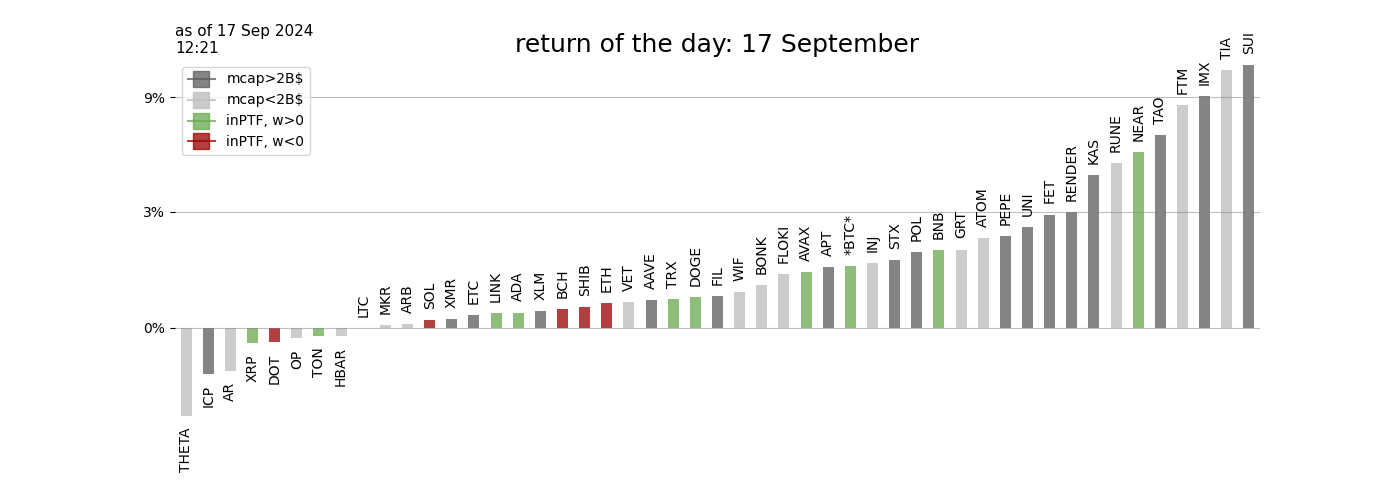 as of 17 Sep 2024
12:21
return of the day: 17 September
mcap>2B$
mcap<2B$
inPTF, w>0
inPTF, w<0
9%
3%
0%
THETA
ICP
AR
XRP
DOT
OP
TON
HBAR
LTC
MKR
ARB
SOL
XMR
ETC
LINK
ADA
XLM
BCH
SHIB
ETH
VET
AAVE
TRX
DOGE
FIL
WIF
BONK
FLOKI
AVAX
APT
*BTC*
INJ
STX
POL
BNB
GRT
ATOM
PEPE
UNI
FET
RENDER
KAS
RUNE
NEAR
TAO
FTM
IMX
TIA
SUI